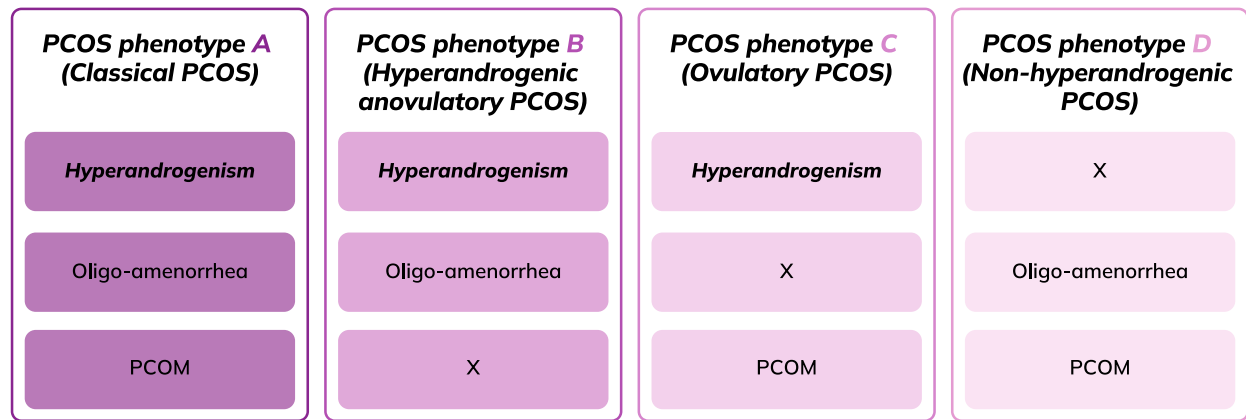 PCOS phenotype A
(Classical PCOS)
Hyperandrogenism
Oligo-amenorrhea
PCOM
PCOS phenotype B
(Hyperandrogenic
anovulatory PCOS)
Hyperandrogenism
Oligo-amenorrhea
X
PCOS phenotype C
(Ovulatory PCOS)
Hyperandrogenism
X
PCOM
PCOS phenotype D
(Non-hyperandrogenic
PCOS)
X
Oligo-amenorrhea
PCOM